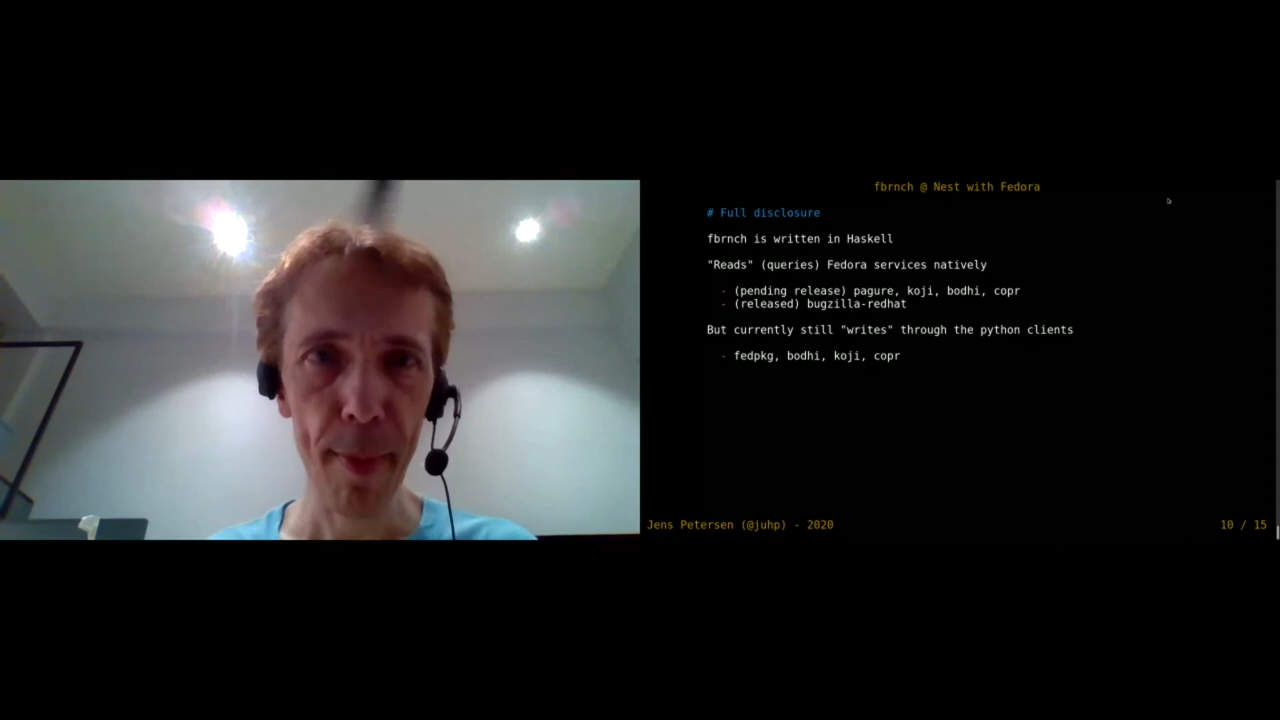 fbrnch @ Nest with Fedora
# Full disclosure
fbrnch is written in Haskell
"Reads" (queries) Fedora services natively
- (pending release) pagure, koji, bodhi, copr
- (released) bugzilla-redhat
But currently still "writes" through the python clients
- fedpkg, bodhi, koji, copr
Jens Petersen (@juhp) - 2020
10 / 15